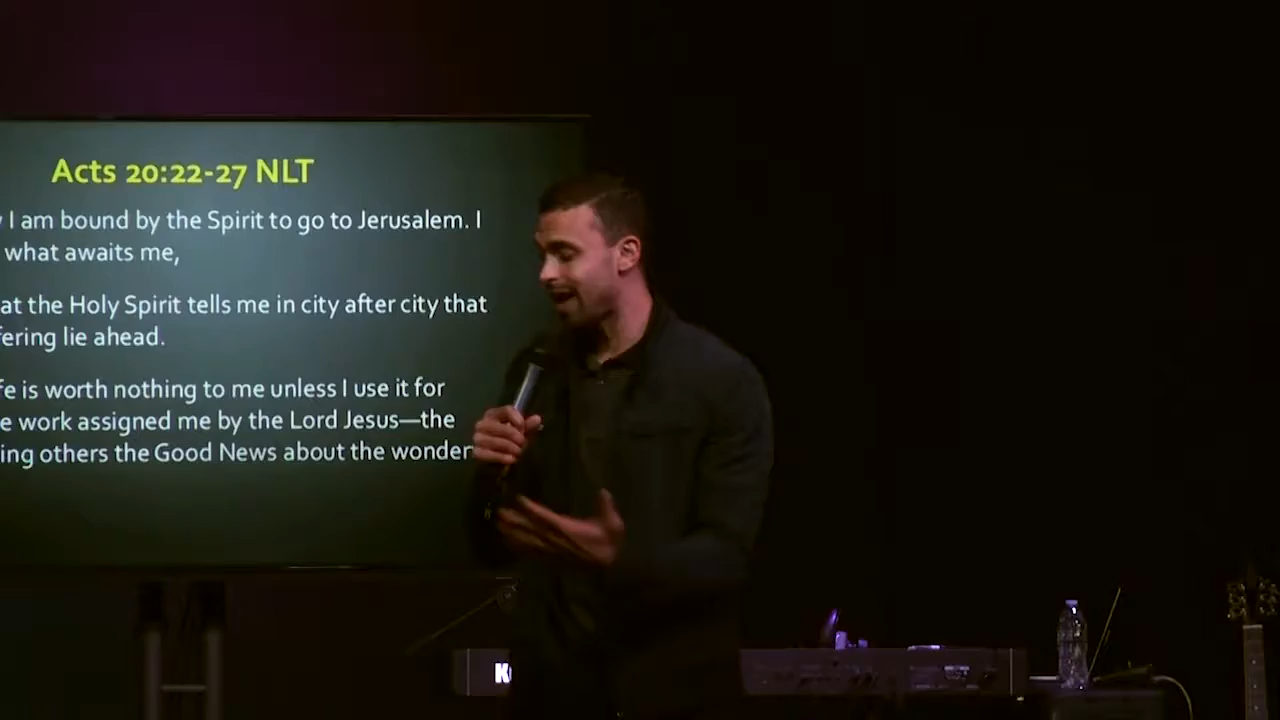 Acts 20:22-27 NLT
I am bound by the Spirit to go to Jerusalem. I
what awaits me,
at the Holy Spirit tells me in city after city that
fering lie ahead.
fe is worth nothing to me unless I use it for
e work assigned me by the Lord Jesus—the
ing others the Good News about the wonder
K